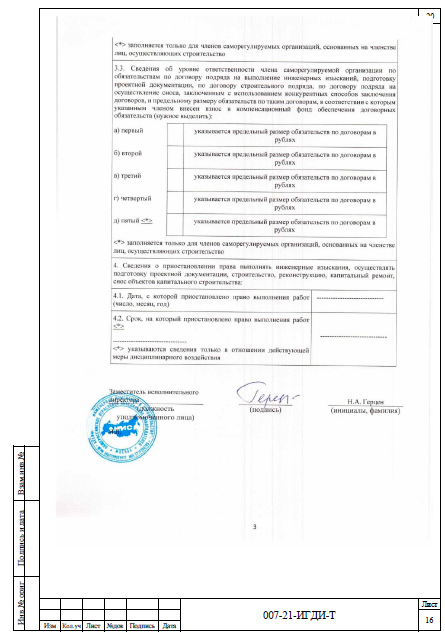 <*> заполняется только для членов саморегулируемых организаций, основанных на членстве
лиц, осуществляющих строительство
3.3. Сведения об уровне ответственности члена саморегулируемой организации по
обязательствам по договору подряда на выполнение инженерных изысканий, подготовку
проектной документации, по договору строительного подряда, по договору подряда на
осуществление сноса, заключенным с использованием конкурентных способов заключения
договоров, и предельному размеру обязательств по таким договорам, в соответствии с которым
указанным членом внесен взнос в компенсационный фонд обеспечения договорных
обязательств (нужное выделить):
а) первый указывается предельный размер обязательств по договорам в
рублях
б) второй указывается предельный размер обязательств по договорам в
рублях
в) третий указывается предельный размер обязательств по договорам в
рублях
г) четвертый указывается предельный размер обязательств по договорам в
рублях
д) пятый <*> указывается предельный размер обязательств по договорам в
рублях
<*> заполняется только для членов саморегулируемых организаций, основанных на членстве
лиц, осуществляющих строительство
4. Сведения о приостановлении права выполнять инженерные изыскания, осуществлять
подготовку проектной документации, строительство, реконструкцию, капитальный ремонт,
снос объектов капитального строительства:
4.1. Дата, с которой приостановлено право выполнения работ
(число, месяц, год)
4.2. Срок, на который приостановлено право выполнения работ
<*>
<*> указываются сведения только в отношении действующей
меры дисциплинарного воздействия
Заместитель исполнительного
директора
(должность
уполномоченного лица)
(подпись)
Н.А. Герцен
(инициалы, фамилия)
3
Взам инв №
Подпись и дата
Инв № ориг
Изм Кол.уч Лист №док Подпись Дата
007-21-ИГДИ-Т
Лист
16